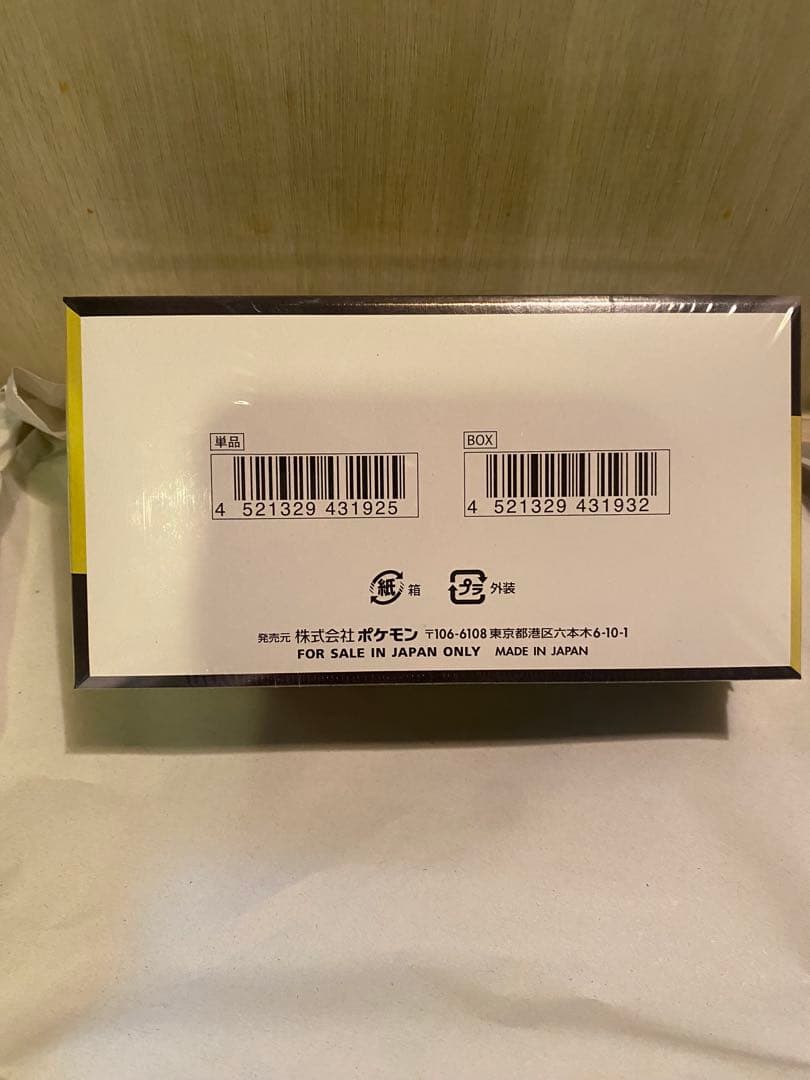 単品
4 521329 431925
BOX
4 521329 431932
紙 箱
プラ 外装
発売元 株式会社ポケモン 〒106-6108 東京都港区六本木6-10-1
FOR SALE IN JAPAN ONLY MADE IN JAPAN